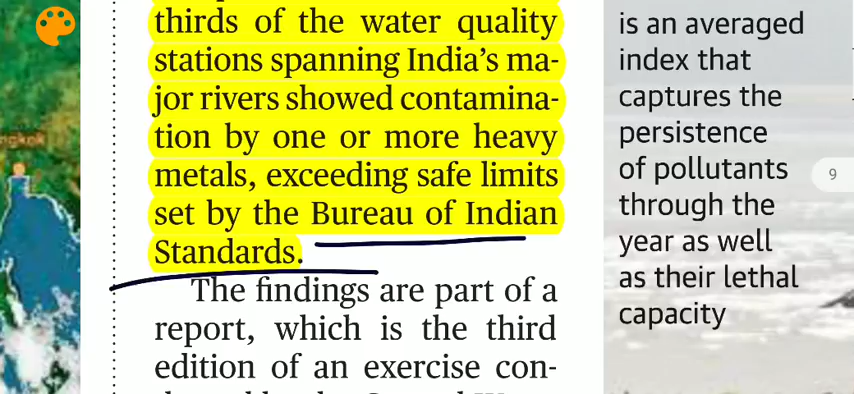 thirds of the water quality
stations spanning India's ma-
jor rivers showed contamina-
tion by one or more heavy
metals, exceeding safe limits
set by the Bureau of Indian
Standards.
The findings are part of a
report, which is the third
edition of an exercise con-
is an averaged
index that
captures the
persistence
of pollutants
through the
year as well
as their lethal
capacity
9